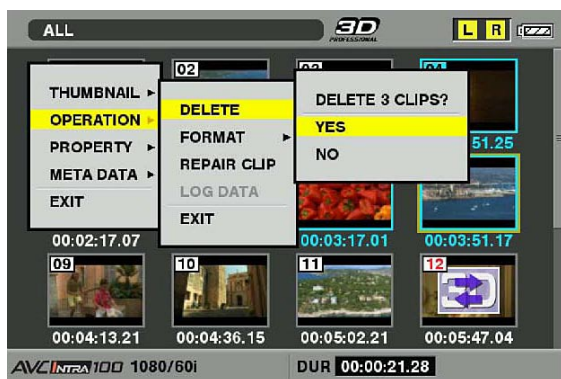 ALL
3D
PROFESSIONAL
L R
02
THUMBNAIL
OPERATION
PROPERTY
META DATA
EXIT
DELETE
FORMAT
REPAIR CLIP
LOG DATA
EXIT
DELETE 3 CLIPS?
YES
NO
51.25
00:02:17.07
00:03:17.01
00:03:51.17
09
10
11
12
00:04:13.21
00:04:36.15
00:05:02.21
00:05:47.04
AVC INTRA 100 1080/60i
DUR 00:00:21.28